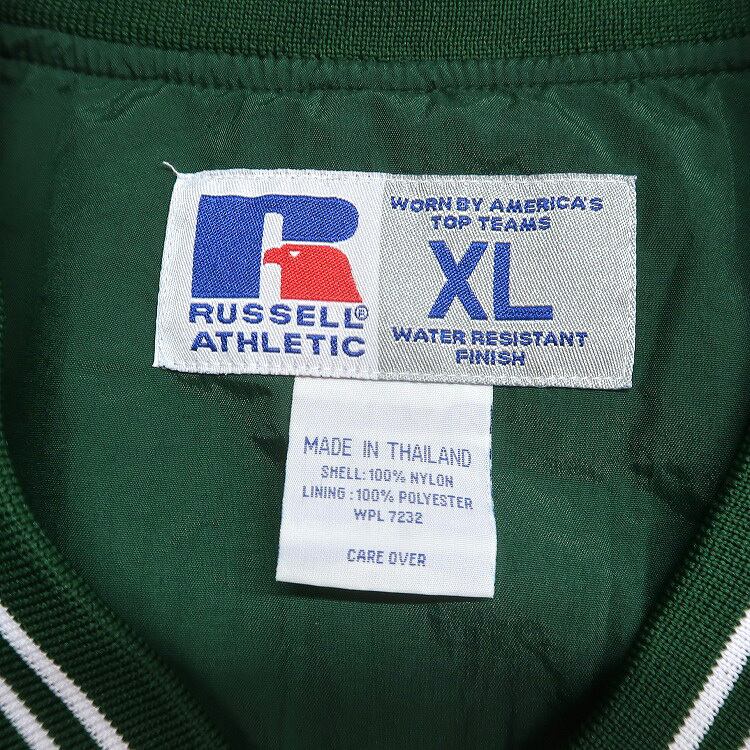 RUSSELL®
ATHLETIC
WORN BY AMERICA'S
TOP TEAMS
XL
WATER RESISTANT
FINISH
MADE IN THAILAND
SHELL: 100% NYLON
LINING : 100% POLYESTER
WPL 7232
CARE OVER